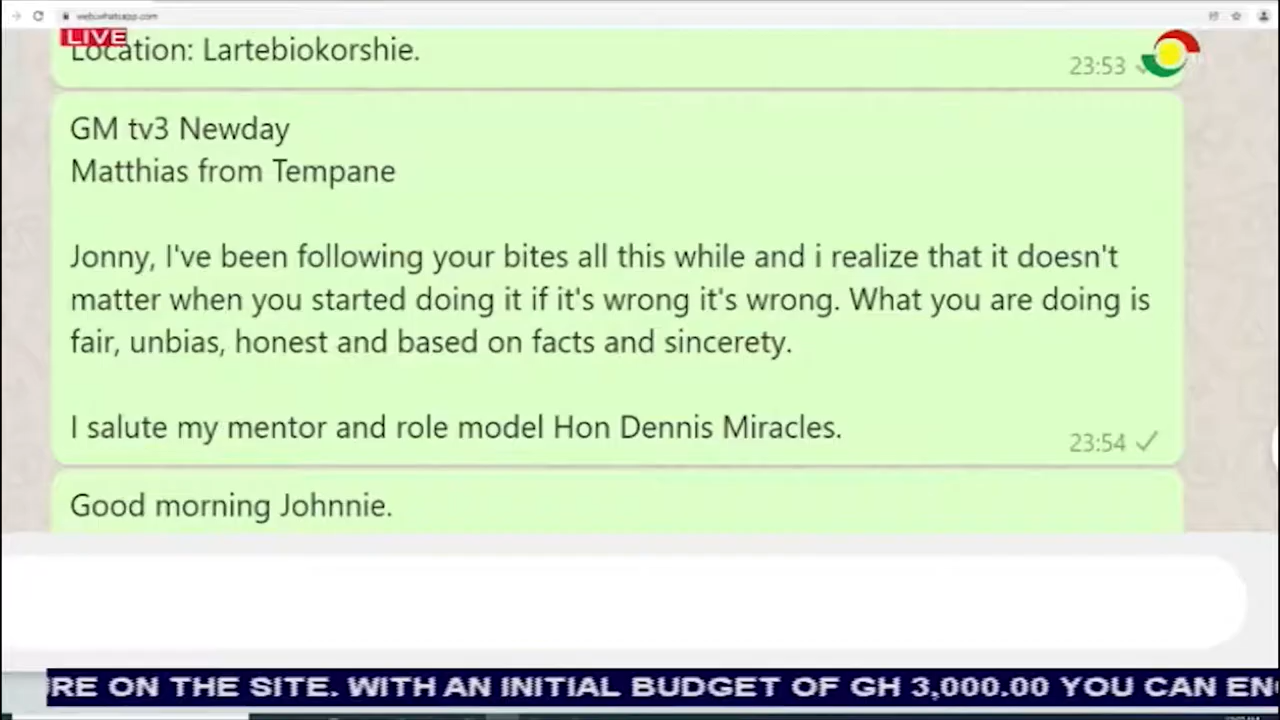 web.whatsapp.com
LIVE
Location: Lartebiokorshie.
23:53
GM tv3 Newday
Matthias from Tempane
Jonny, I've been following your bites all this while and i realize that it doesn't
matter when you started doing it if it's wrong it's wrong. What you are doing is
fair, unbias, honest and based on facts and sincerety.
I salute my mentor and role model Hon Dennis Miracles.
23:54
Good morning Johnnie.
RE ON THE SITE. WITH AN INITIAL BUDGET OF GH 3,000.00 YOU CAN EN